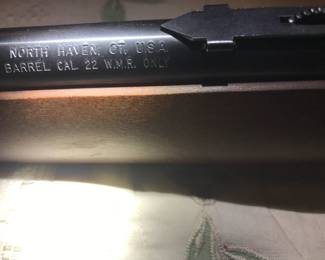 NORTH HAVEN, CT. U.S.A.
BARREL CAL. 22 W.M.R. ONLY